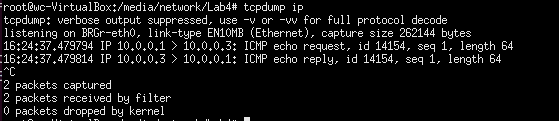 root@wc-VirtualBox:/media/network/Lab4# tcpdump ip
tcpdump: verbose output suppressed, use -v or -vv for full protocol decode
listening on BRGr-eth0, link-type EN10MB (Ethernet), capture size 262144 bytes
16:24:37.479794 IP 10.0.0.1 > 10.0.0.3: ICMP echo request, id 14154, seq 1, length 64
16:24:37.479814 IP 10.0.0.3 > 10.0.0.1: ICMP echo reply, id 14154, seq 1, length 64
^C
2 packets captured
2 packets received by filter
0 packets dropped by kernel